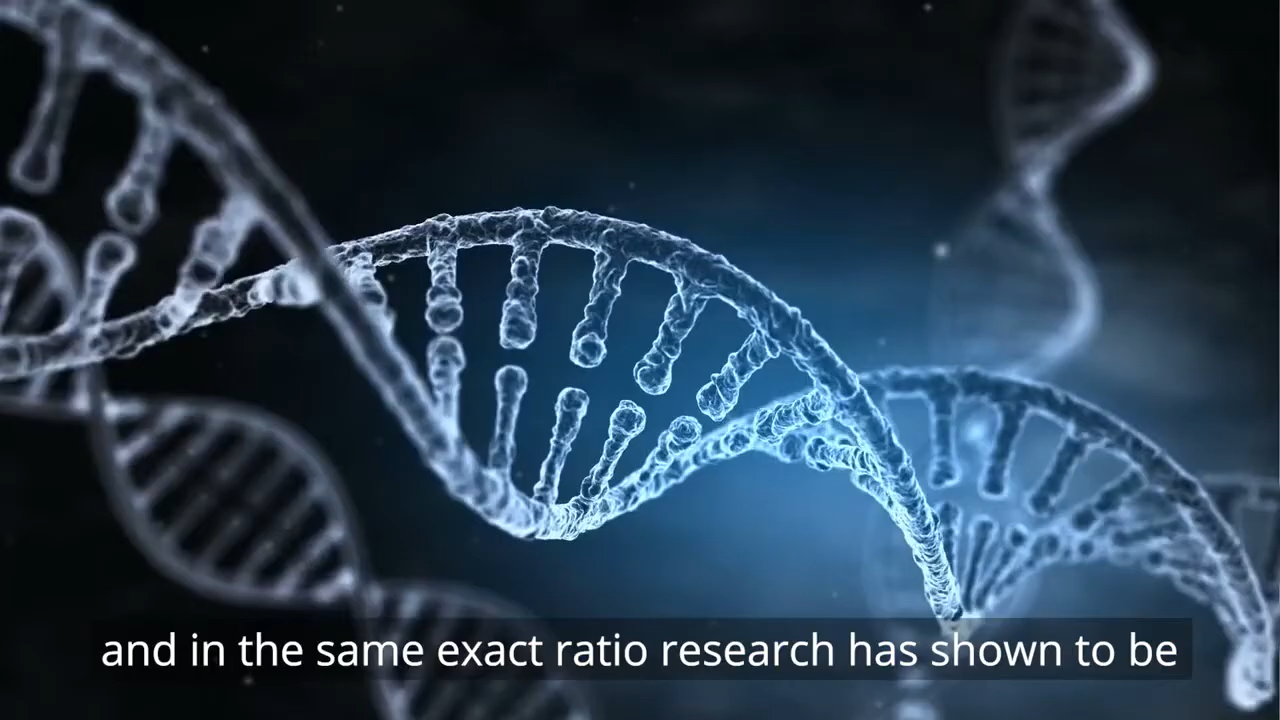 and in the same exact ratio research has shown to be